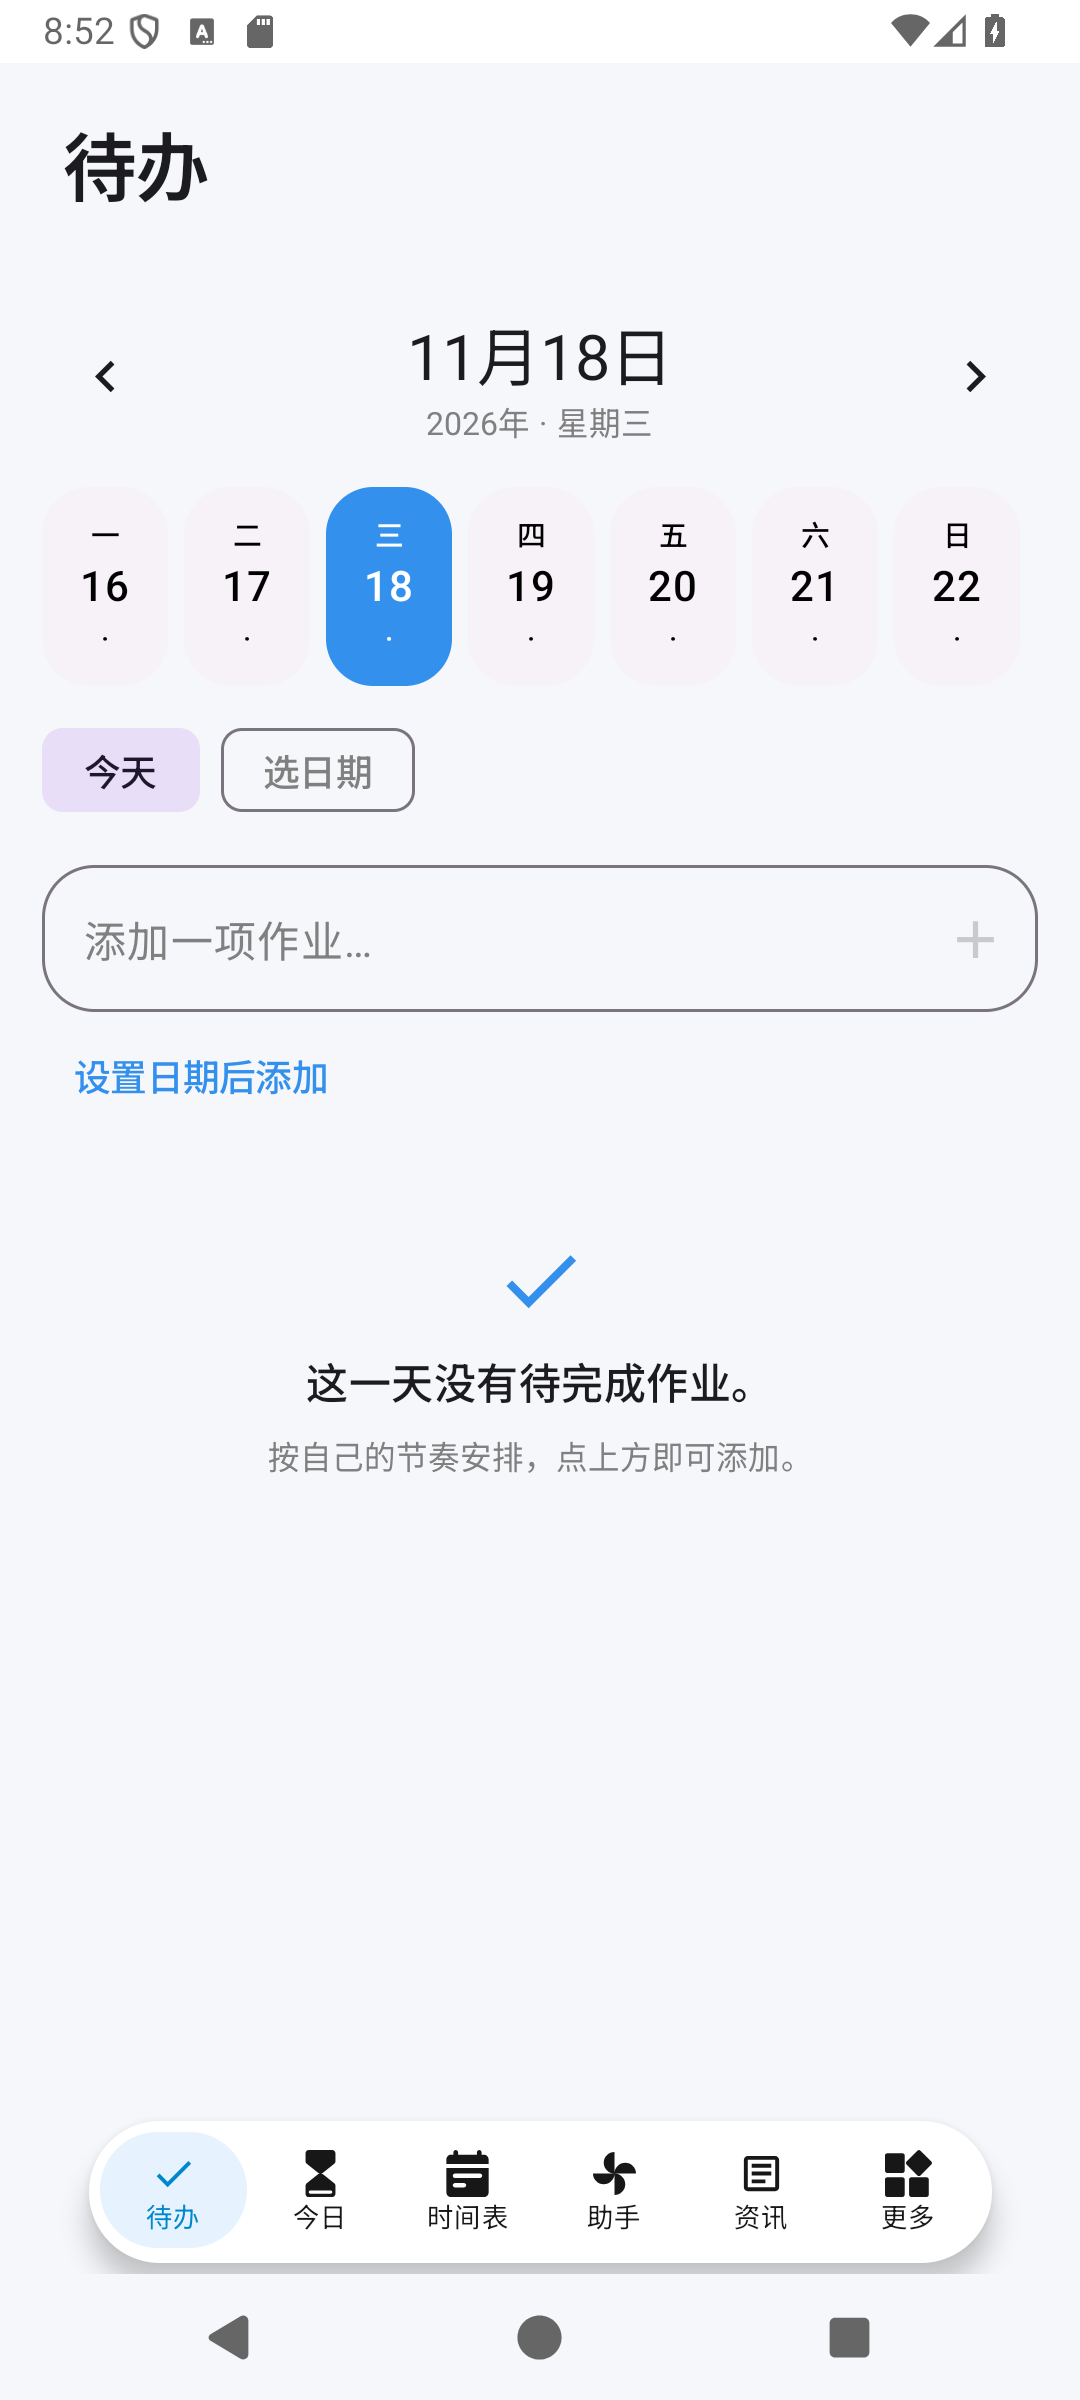 8:52
待办
11月18日
2026年 · 星期三
一 二 三 四 五 六 日
16 17 18 19 20 21 22
· · · · · · ·
今天 选日期
添加一项作业…
设置日期后添加
这一天没有待完成作业。
按自己的节奏安排，点上方即可添加。
待办 今日 时间表 助手 资讯 更多